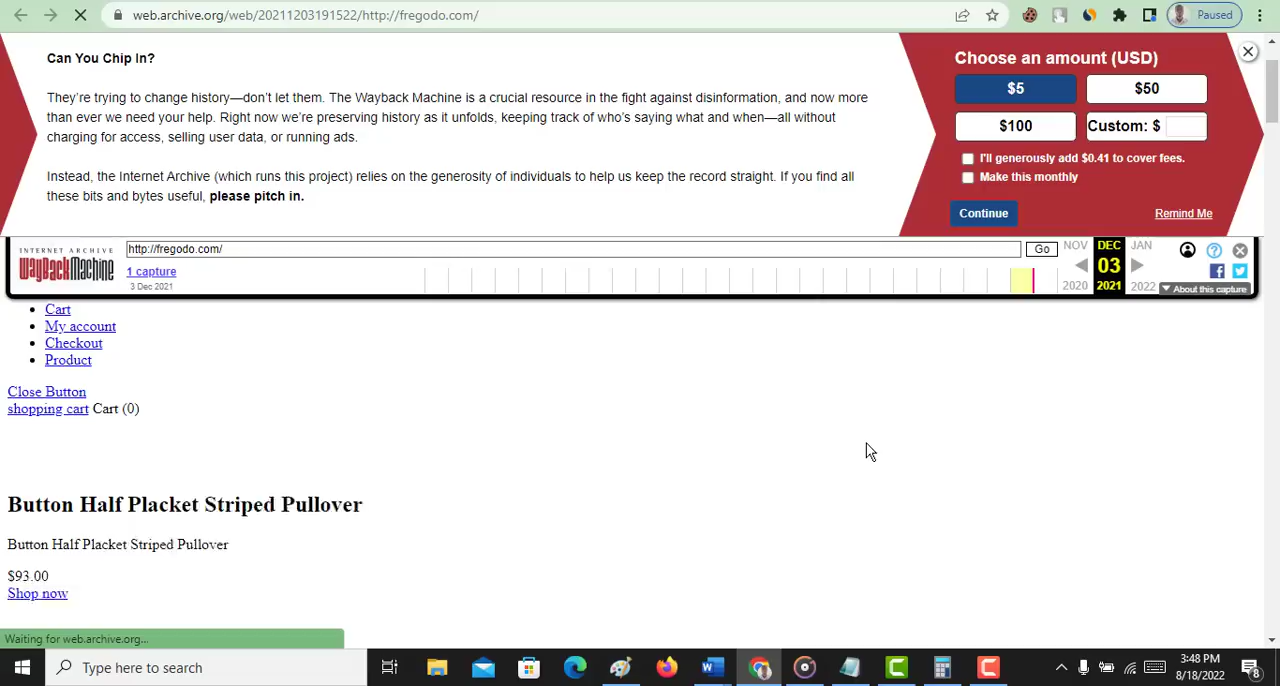 web.archive.org/web/20211203191522/http://fregodo.com/
Paused
Can You Chip In?
They're trying to change history—don't let them. The Wayback Machine is a crucial resource in the fight against disinformation, and now more
than ever we need your help. Right now we're preserving history as it unfolds, keeping track of who's saying what and when—all without
charging for access, selling user data, or running ads.
Instead, the Internet Archive (which runs this project) relies on the generosity of individuals to help us keep the record straight. If you find all
these bits and bytes useful, please pitch in.
Choose an amount (USD)
$5
$50
$100
Custom: $
I'll generously add $0.41 to cover fees.
Make this monthly
Continue
Remind Me
INTERNET ARCHIVE
WayBackMachine
http://fregodo.com/
Go
1 capture
3 Dec 2021
NOV
DEC
JAN
03
2020
2021
2022
About this capture
Cart
My account
Checkout
Product
Close Button
shopping cart Cart (0)
Button Half Placket Striped Pullover
Button Half Placket Striped Pullover
$93.00
Shop now
Waiting for web.archive.org...
Type here to search
3:48 PM
8/18/2022
8